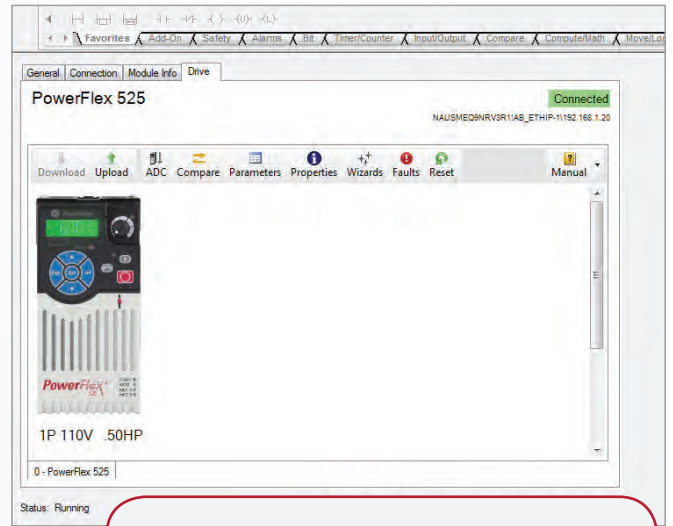 Favorites Add-On Safety Alarms Bit Timer/Counter Input/Output Compare Compute/Math
General Connection Module Info Drive
PowerFlex 525
Connected
NAUSMEQ9NRV3R1!AB_ETHIP-1\192.168.1.20
Download Upload ADC Compare Parameters Properties Wizards Faults Reset Manual
PowerFlex
1P 110V .50HP
0 - PowerFlex 525
Status: Running